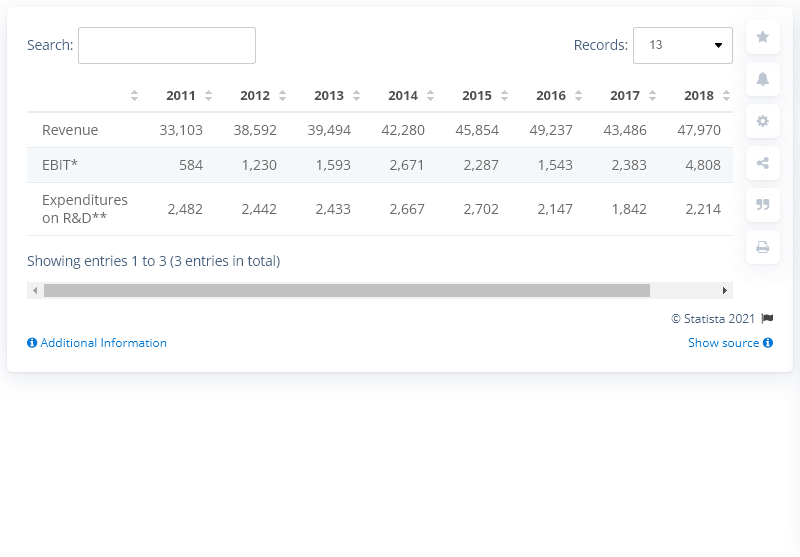 Search:
Records: 13
2011 2012 2013 2014 2015 2016 2017 2018
Revenue 33,103 38,592 39,494 42,280 45,854 49,237 43,486 47,970
EBIT* 584 1,230 1,593 2,671 2,287 1,543 2,383 4,808
Expenditures
on R&D** 2,482 2,442 2,433 2,667 2,702 2,147 1,842 2,214
Showing entries 1 to 3 (3 entries in total)
© Statista 2021
Additional Information
Show source